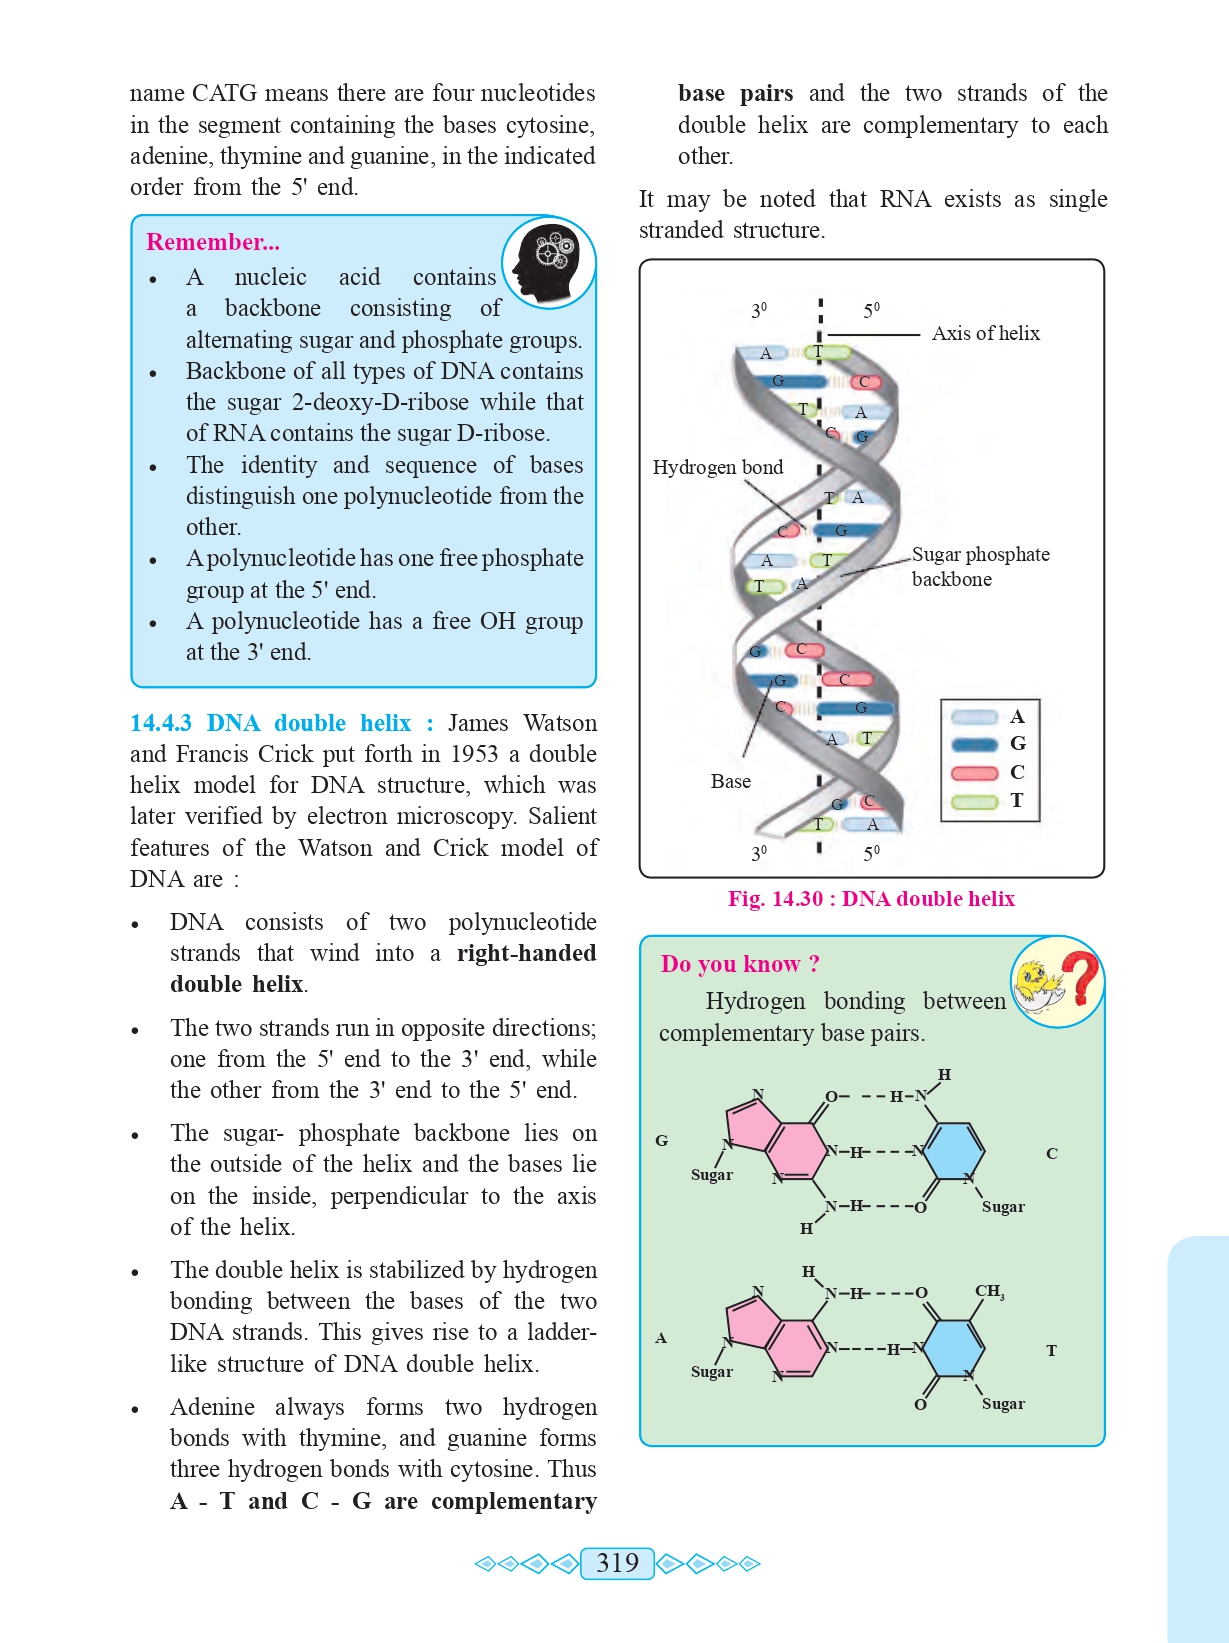 name CATG means there are four nucleotides
in the segment containing the bases cytosine,
adenine, thymine and guanine, in the indicated
order from the 5' end.
Remember...
• A nucleic acid contains
a backbone consisting of
alternating sugar and phosphate groups.
• Backbone of all types of DNA contains
the sugar 2-deoxy-D-ribose while that
of RNA contains the sugar D-ribose.
• The identity and sequence of bases
distinguish one polynucleotide from the
other.
• A polynucleotide has one free phosphate
group at the 5' end.
• A polynucleotide has a free OH group
at the 3' end.
14.4.3 DNA double helix : James Watson
and Francis Crick put forth in 1953 a double
helix model for DNA structure, which was
later verified by electron microscopy. Salient
features of the Watson and Crick model of
DNA are :
• DNA consists of two polynucleotide
strands that wind into a right-handed
double helix.
• The two strands run in opposite directions;
one from the 5' end to the 3' end, while
the other from the 3' end to the 5' end.
• The sugar- phosphate backbone lies on
the outside of the helix and the bases lie
on the inside, perpendicular to the axis
of the helix.
• The double helix is stabilized by hydrogen
bonding between the bases of the two
DNA strands. This gives rise to a ladder-
like structure of DNA double helix.
• Adenine always forms two hydrogen
bonds with thymine, and guanine forms
three hydrogen bonds with cytosine. Thus
A - T and C - G are complementary
base pairs and the two strands of the
double helix are complementary to each
other.
It may be noted that RNA exists as single
stranded structure.
3⁰ 5⁰
Axis of helix
A T
G C
T A
C G
Hydrogen bond
T A
C G
A T
Sugar phosphate
backbone
T A
G C
G C
C G
A T
Base
G C
T A
3⁰ 5⁰
A
G
C
T
Fig. 14.30 : DNA double helix
Do you know ?
Hydrogen bonding between
complementary base pairs.
H
N O H-N
G N N-H N C
Sugar N N
N-H O Sugar
H
H
N N-H O CH₃
A N N H-N T
Sugar N N
O Sugar
319